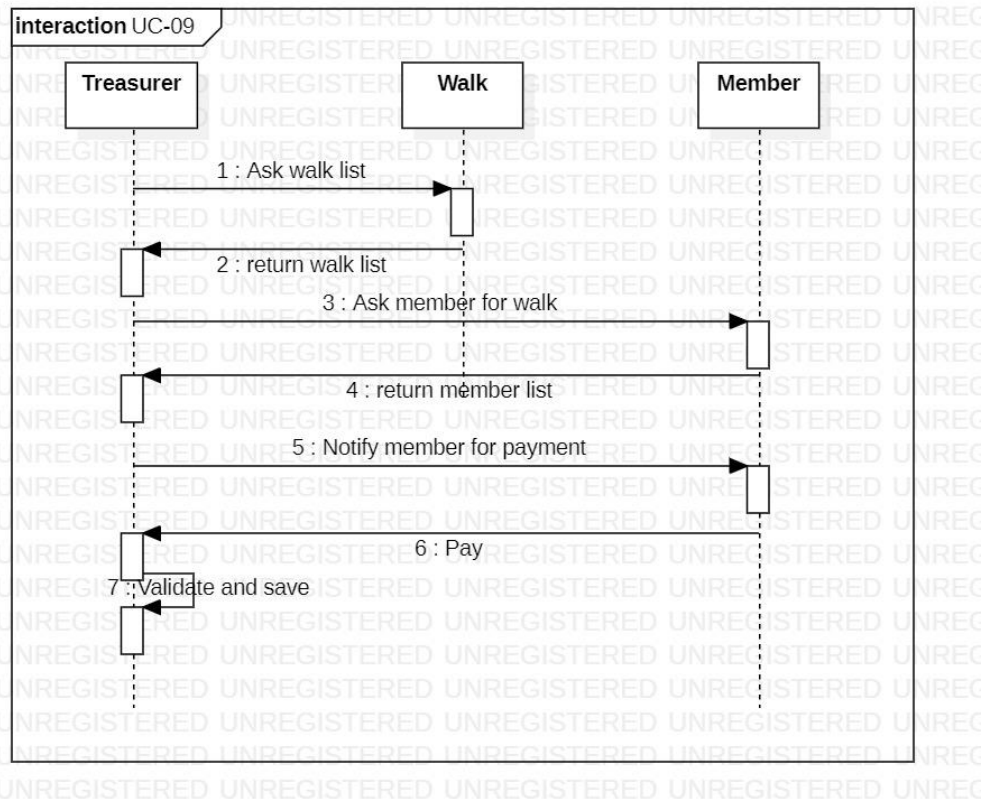 interaction UC-09
Treasurer
Walk
Member
1 : Ask walk list
2 : return walk list
3 : Ask member for walk
4 : return member list
5 : Notify member for payment
6 : Pay
7 : Validate and save
UNREGISTERED